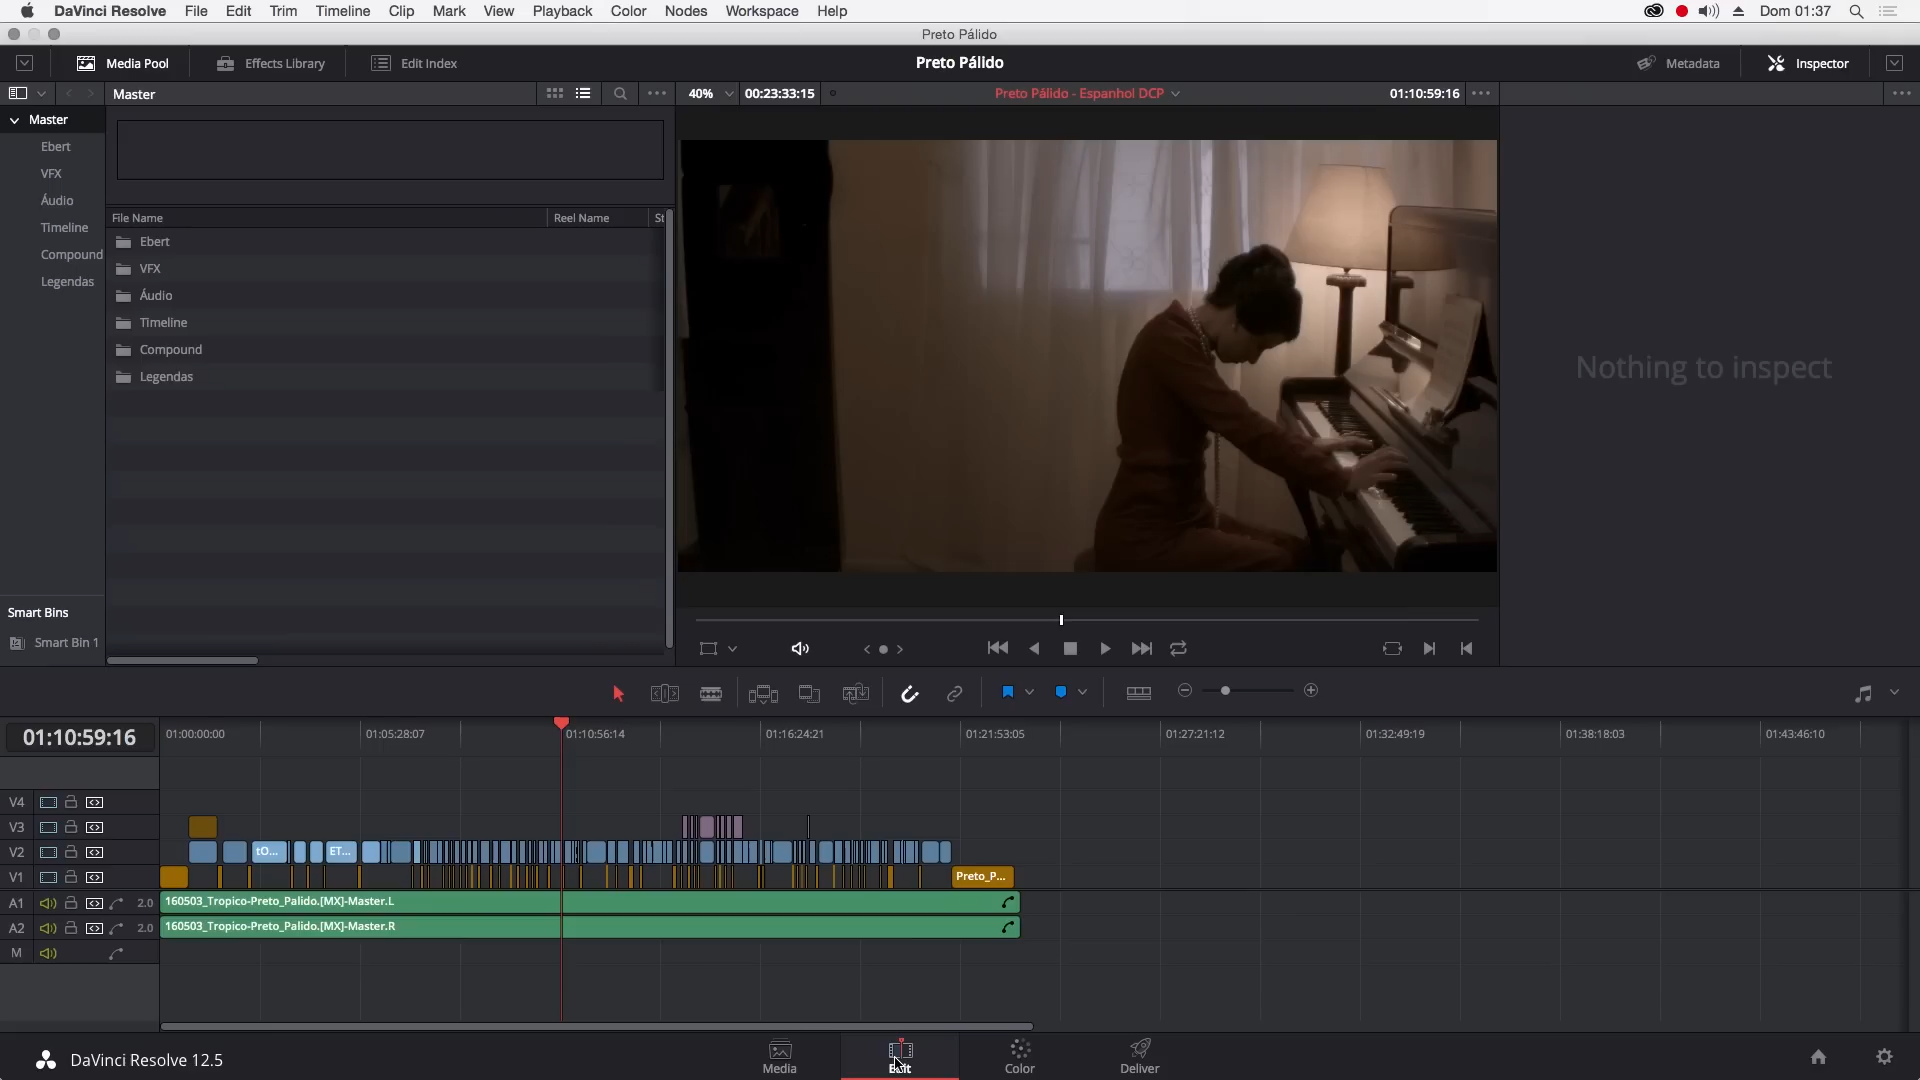 DaVinci Resolve File Edit Trim Timeline Clip Mark View Playback Color Nodes Workspace Help Dom 01:37
Preto Pálido
Media Pool Effects Library Edit Index Preto Pálido Metadata Inspector
Master 40% 00:23:33:15 Preto Pálido - Espanhol DCP 01:10:59:16
Master
Ebert
VFX
Áudio
Timeline
Compound
Legendas
File Name Reel Name St
Ebert
VFX
Áudio
Timeline
Compound
Legendas
Nothing to inspect
Smart Bins
Smart Bin 1
01:10:59:16 01:00:00:00 01:05:28:07 01:10:56:14 01:16:24:21 01:21:53:05 01:27:21:12 01:32:49:19 01:38:18:03 01:43:46:10
V4
V3
V2 tO... ET...
V1 Preto_P...
A1 2.0 160503_Tropico-Preto_Palido.[MX]-Master.L
A2 2.0 160503_Tropico-Preto_Palido.[MX]-Master.R
M
DaVinci Resolve 12.5 Media Edit Color Deliver